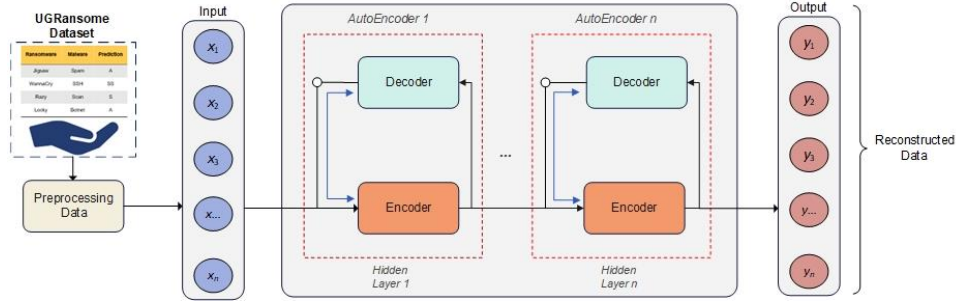 UGRansome
Dataset
Ransomware Malware Prediction
Jigsaw Spam A
WannaCry SSH SS
Razy Scan S
Locky Botnet A
Preprocessing
Data
Input
x1
x2
x3
x...
xn
AutoEncoder 1
Decoder
Encoder
Hidden
Layer 1
...
AutoEncoder n
Decoder
Encoder
Hidden
Layer n
Output
y1
y2
y3
y...
yn
Reconstructed
Data